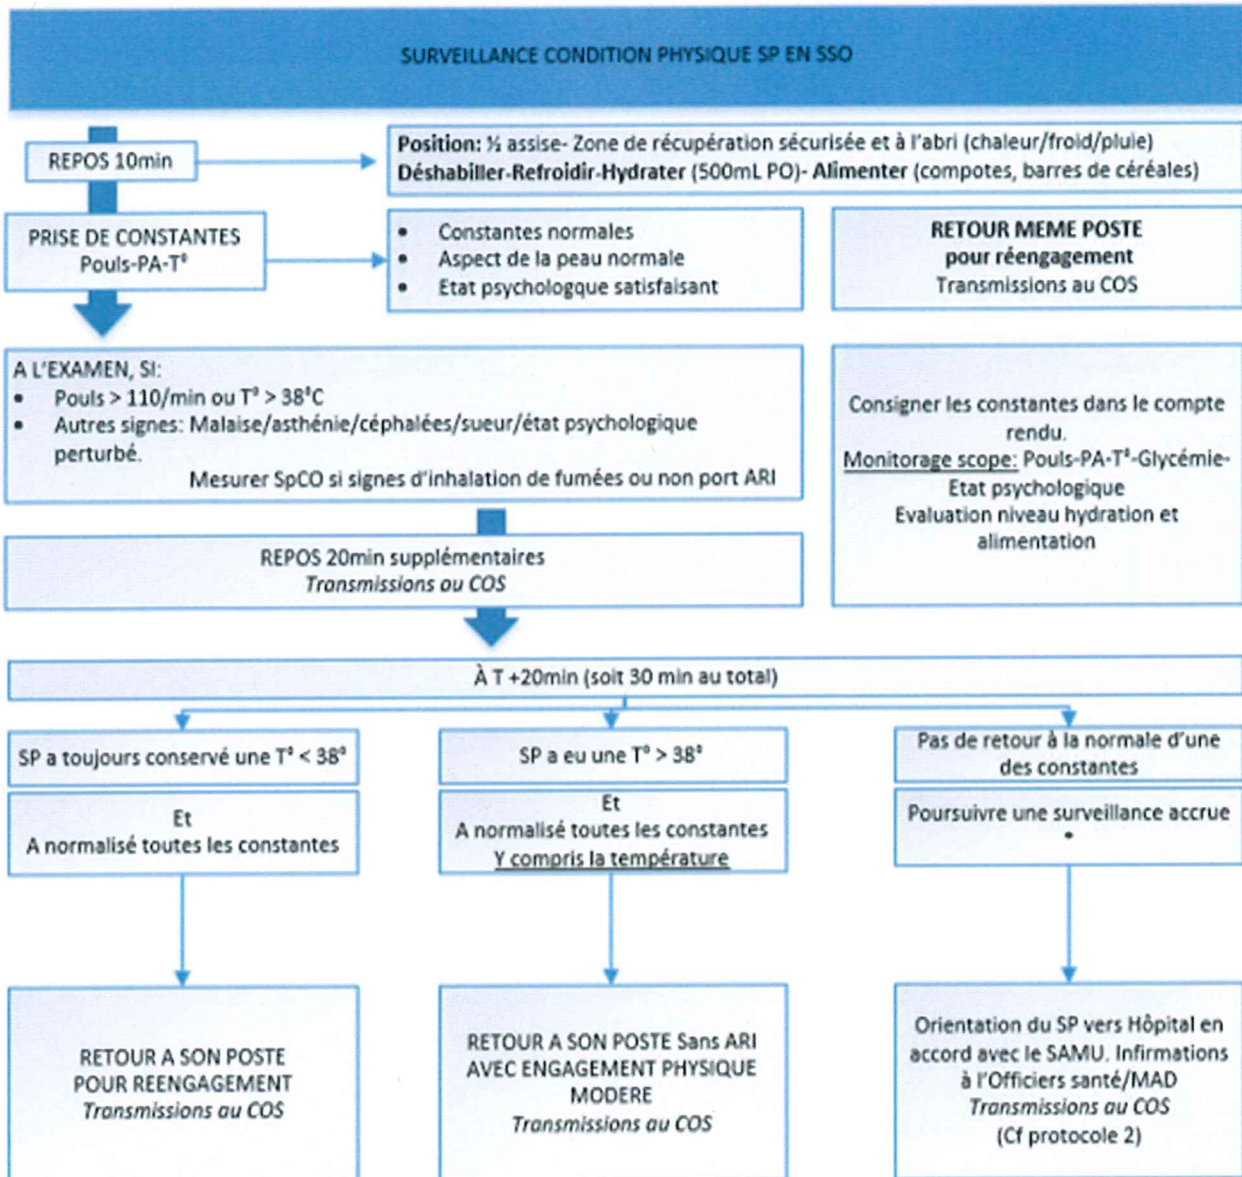 SURVEILLANCE CONDITION PHYSIQUE SP EN SSO
REPOS 10min
Position: ½ assise- Zone de récupération sécurisée et à l'abri (chaleur/froid/pluie)
Déshabiller-Refroidir-Hydrater (500mL PO)- Alimenter (compotes, barres de céréales)
PRISE DE CONSTANTES
Pouls-PA-T°
• Constantes normales
• Aspect de la peau normale
• Etat psychologque satisfaisant
RETOUR MEME POSTE
pour réengagement
Transmissions au COS
A L'EXAMEN, SI:
• Pouls > 110/min ou T° > 38°C
• Autres signes: Malaise/asthénie/céphalées/sueur/état psychologique
perturbé.
Mesurer SpCO si signes d'inhalation de fumées ou non port ARI
Consigner les constantes dans le compte
rendu.
Monitorage scope: Pouls-PA-T°-Glycémie-
Etat psychologique
Evaluation niveau hydration et
alimentation
REPOS 20min supplémentaires
Transmissions au COS
À T +20min (soit 30 min au total)
SP a toujours conservé une T° < 38°
Et
A normalisé toutes les constantes
RETOUR A SON POSTE
POUR REENGAGEMENT
Transmissions au COS
SP a eu une T° > 38°
Et
A normalisé toutes les constantes
Y compris la température
RETOUR A SON POSTE Sans ARI
AVEC ENGAGEMENT PHYSIQUE
MODERE
Transmissions au COS
Pas de retour à la normale d'une
des constantes
Poursuivre une surveillance accrue
•
Orientation du SP vers Hôpital en
accord avec le SAMU. Infirmations
à l'Officiers santé/MAD
Transmissions au COS
(Cf protocole 2)